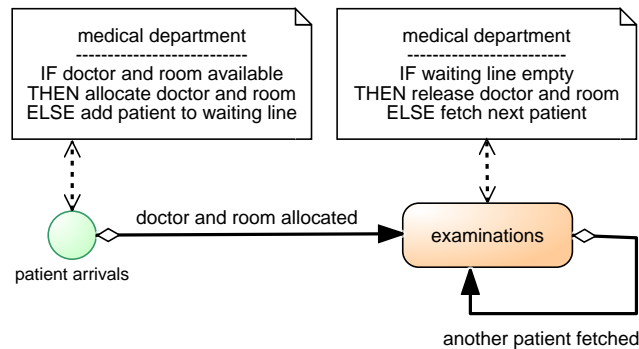 medical department
---------------------------
IF doctor and room available
THEN allocate doctor and room
ELSE add patient to waiting line
medical department
---------------------------
IF waiting line empty
THEN release doctor and room
ELSE fetch next patient
doctor and room allocated
examinations
patient arrivals
another patient fetched